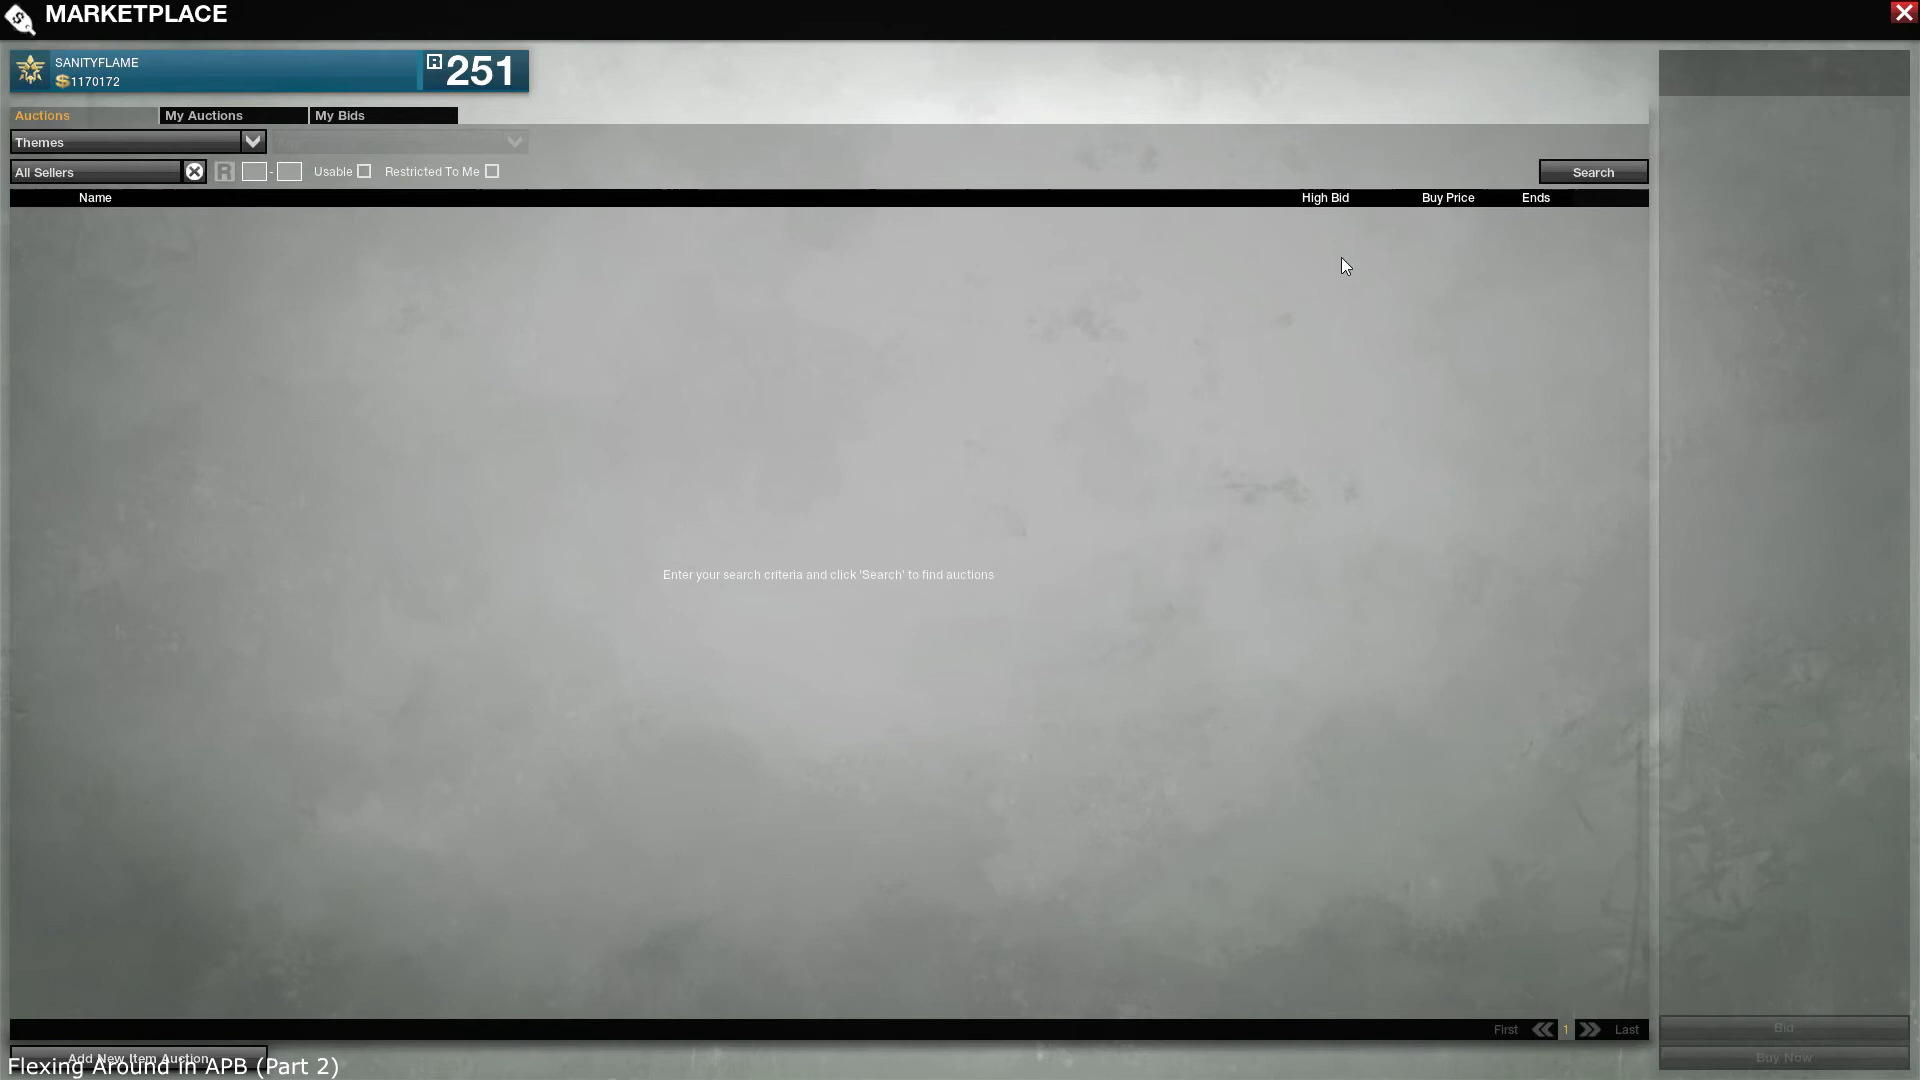 MARKETPLACE
SANITYFLAME
$1170172
R 251
Auctions
My Auctions
My Bids
Themes
All Sellers
R
-
Usable
Restricted To Me
Search
Name
High Bid
Buy Price
Ends
Enter your search criteria and click 'Search' to find auctions
First
1
Last
Bid
Add New Item Auction
Flexing Around in APB (Part 2)
Buy Now